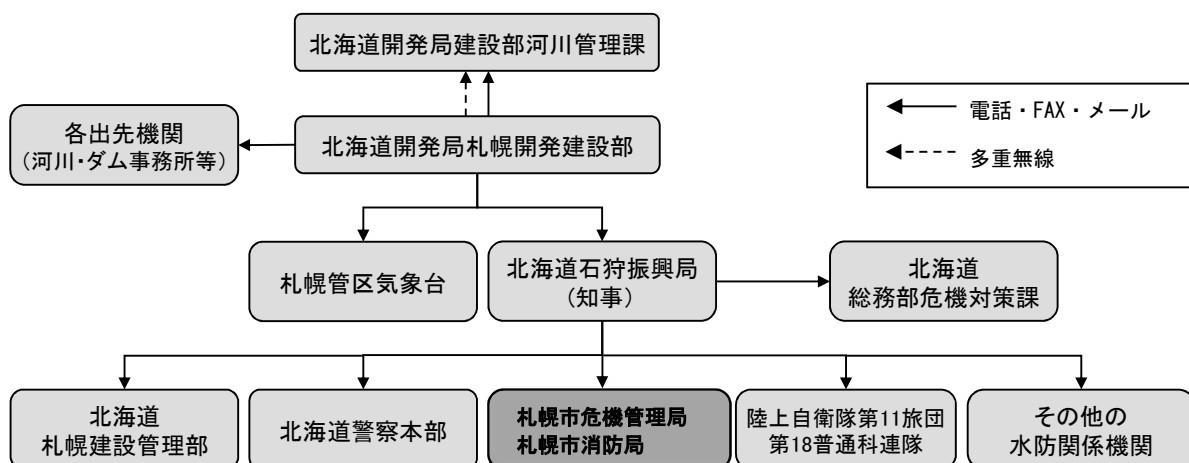 北海道開発局建設部河川管理課
電話・FAX・メール
多重無線
各出先機関
（河川・ダム事務所等）
北海道開発局札幌開発建設部
札幌管区気象台
北海道石狩振興局
（知事）
北海道
総務部危機対策課
北海道
札幌建設管理部
北海道警察本部
札幌市危機管理局
札幌市消防局
陸上自衛隊第11旅団
第18普通科連隊
その他の
水防関係機関